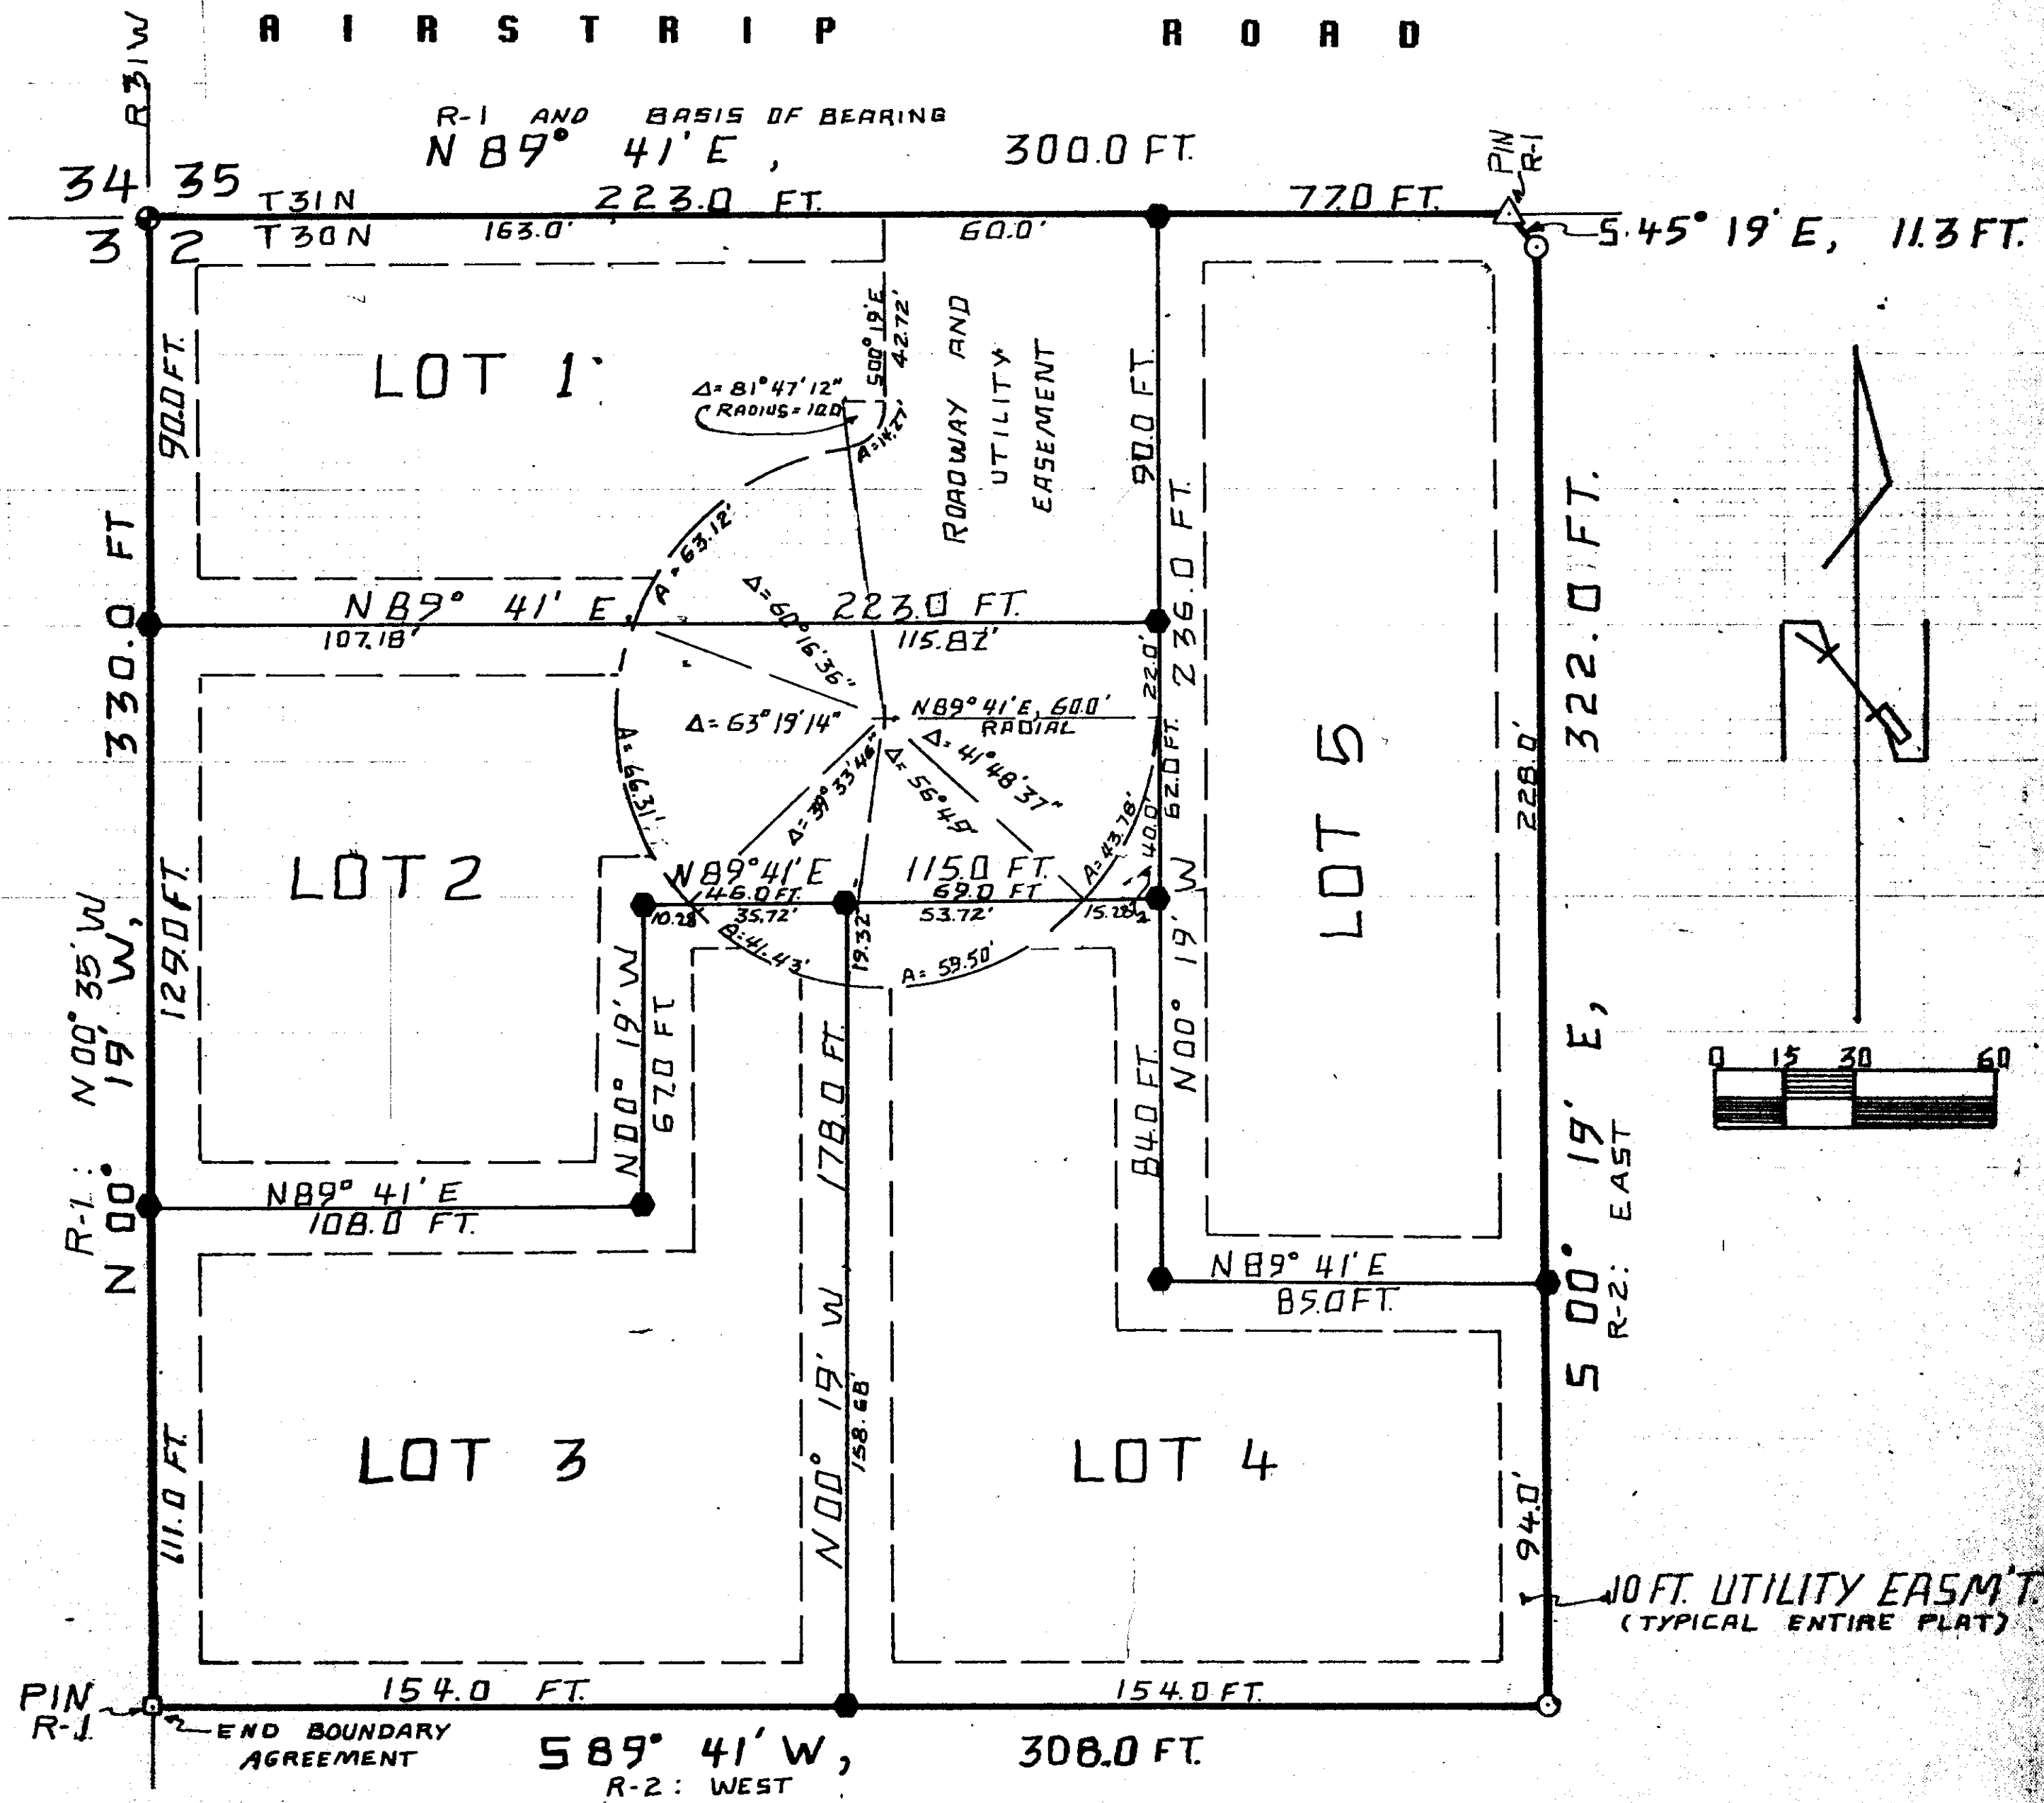 AIRSTRIP ROAD
R31W
R-1 AND BASIS OF BEARING
N 89° 41' E, 300.0 FT.
PIN
R-1
34 35
T31N
223.0 FT.
77.0 FT.
3 2
T30N
163.0'
60.0'
S 45° 19' E, 11.3 FT.
90.0 FT.
LOT 1
S00° 19' E
42.72'
Δ= 81° 47' 12"
RADIUS = 10.0
A=14.27'
ROADWAY AND
UTILITY
EASEMENT
90.0 FT.
236.0 FT.
N00° 19' W
A= 63.12'
Δ= 60° 16' 36"
N 89° 41' E
223.0 FT.
107.18'
115.82'
22.0'
62.0 FT.
40.0'
N89° 41' E, 60.0'
RADIAL
Δ= 63° 19' 14"
Δ= 41° 48' 37"
Δ= 39° 33' 46"
Δ= 56° 49'
A= 66.31'
A= 43.78'
LOT 5
322.0 FT.
228.0'
330.0 FT
N 00° 19' W,
R-1: N 00° 35' W
129.0 FT.
LOT 2
N89° 41' E
115.0 FT.
46.0 FT.
69.0 FT
10.28
35.72'
53.72'
15.28'
A=41.43'
19.32'
A= 59.50'
N00° 19' W
67.0 FT
178.0 FT.
N 00° 19' W
158.68'
84.0 FT.
0 15 30 60
N89° 41' E
108.0 FT.
N 89° 41' E
85.0 FT.
S 00° 19' E,
R-2: EAST
LOT 3
LOT 4
111.0 FT.
94.0'
10 FT. UTILITY EASM'T.
(TYPICAL ENTIRE PLAT)
154.0 FT.
154.0 FT.
PIN
R-1
END BOUNDARY
AGREEMENT
S 89° 41' W, 308.0 FT.
R-2: WEST